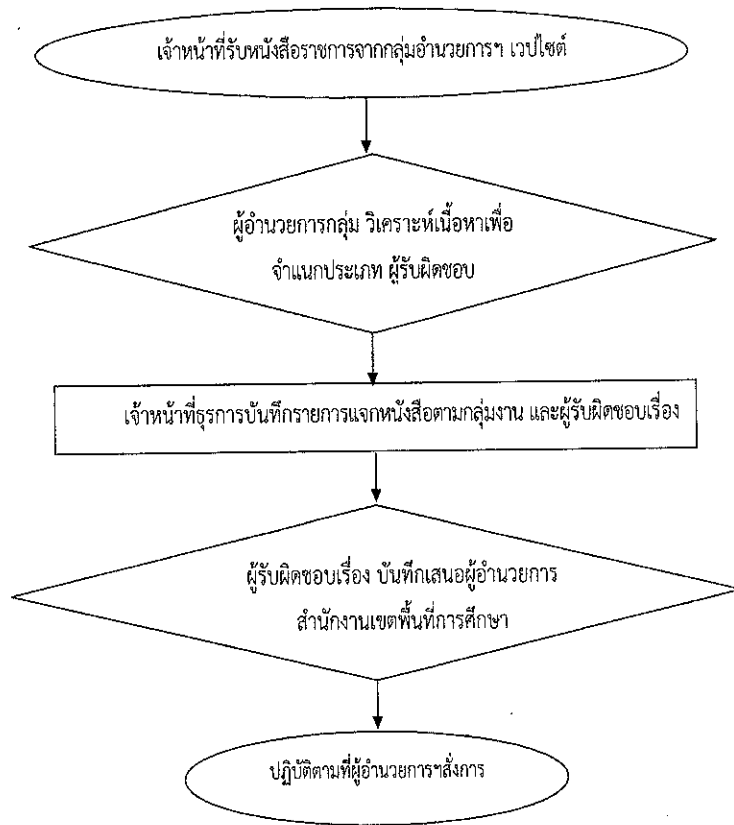 เจ้าหน้าที่รับหนังสือราชการจากกลุ่มอำนวยการฯ เวปไซต์
ผู้อำนวยการกลุ่ม วิเคราะห์เนื้อหาเพื่อ
จำแนกประเภท ผู้รับผิดชอบ
เจ้าหน้าที่ธุรการบันทึกรายการแจกหนังสือตามกลุ่มงาน และผู้รับผิดชอบเรื่อง
ผู้รับผิดชอบเรื่อง บันทึกเสนอผู้อำนวยการ
สำนักงานเขตพื้นที่การศึกษา
ปฏิบัติตามที่ผู้อำนวยการฯสั่งการ